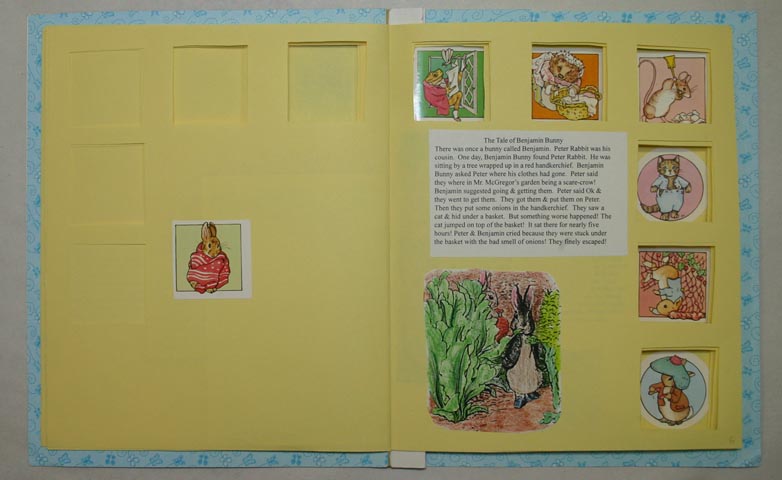 The Tale of Benjamin Bunny
There was once a bunny called Benjamin. Peter Rabbit was his
cousin. One day, Benjamin Bunny found Peter Rabbit. He was
sitting by a tree wrapped up in a red handkerchief. Benjamin
Bunny asked Peter where his clothes had gone. Peter said
they where in Mr. McGregor's garden being a scare-crow!
Benjamin suggested going & getting them. Peter said Ok &
they went to get them. They got them & put them on Peter.
Then they put some onions in the handkerchief. They saw a
cat & hid under a basket. But something worse happened! The
cat jumped on top of the basket! It sat there for nearly five
hours! Peter & Benjamin cried because they were stuck under
the basket with the bad smell of onions! They finely escaped!
6